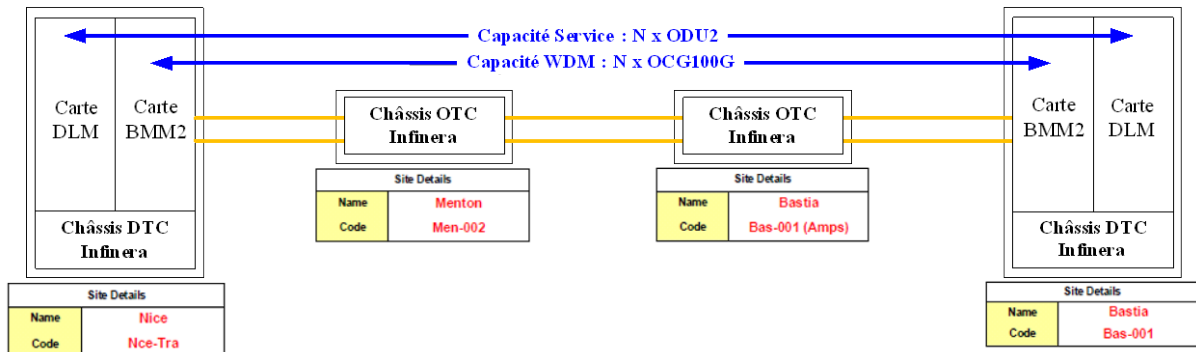 Capacité Service : N x ODU2
Capacité WDM : N x OCG100G
Carte
DLM
Carte
BMM2
Châssis DTC
Infinera
Châssis OTC
Infinera
Châssis OTC
Infinera
Carte
BMM2
Carte
DLM
Châssis DTC
Infinera
Site Details
Name Menton
Code Men-002
Site Details
Name Bastia
Code Bas-001 (Amps)
Site Details
Name Nice
Code Nce-Tra
Site Details
Name Bastia
Code Bas-001